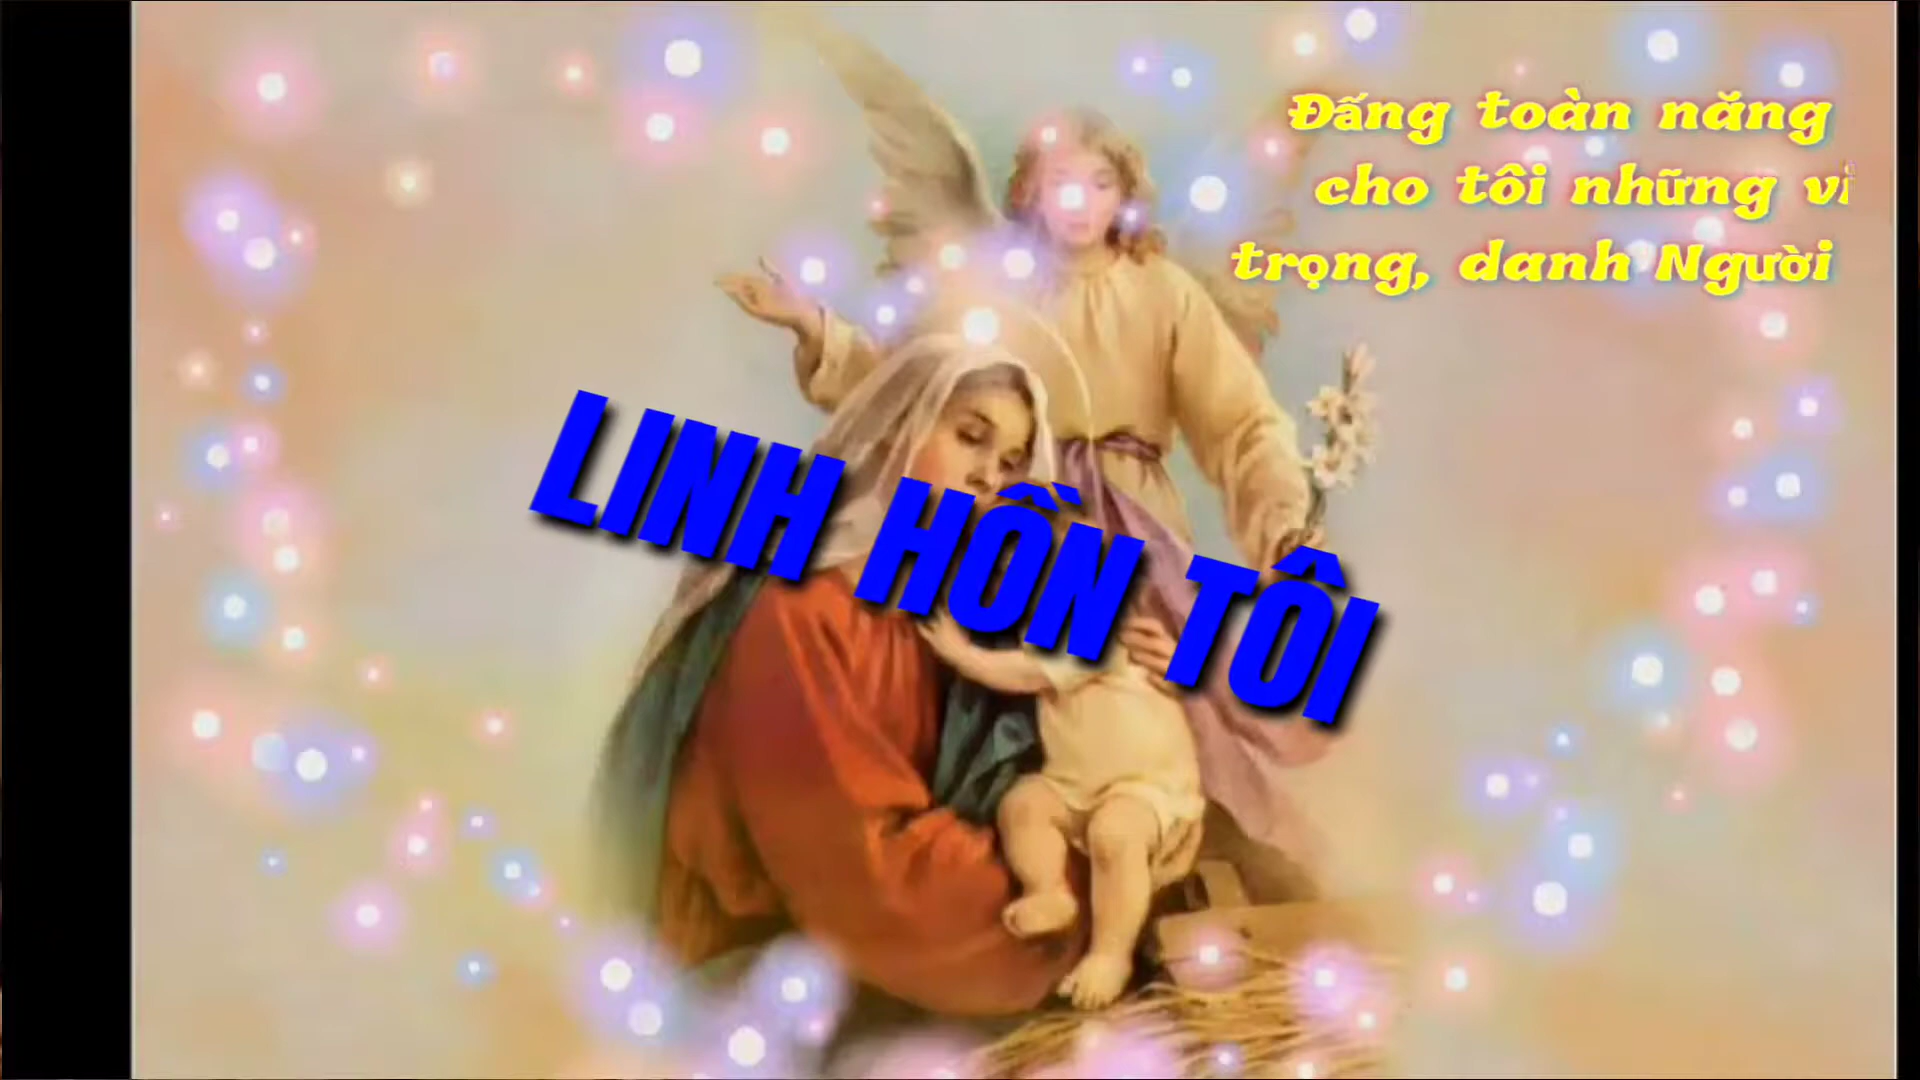 Đấng toàn năng
cho tôi những
trọng, danh Người
LINH HỒN TÔI